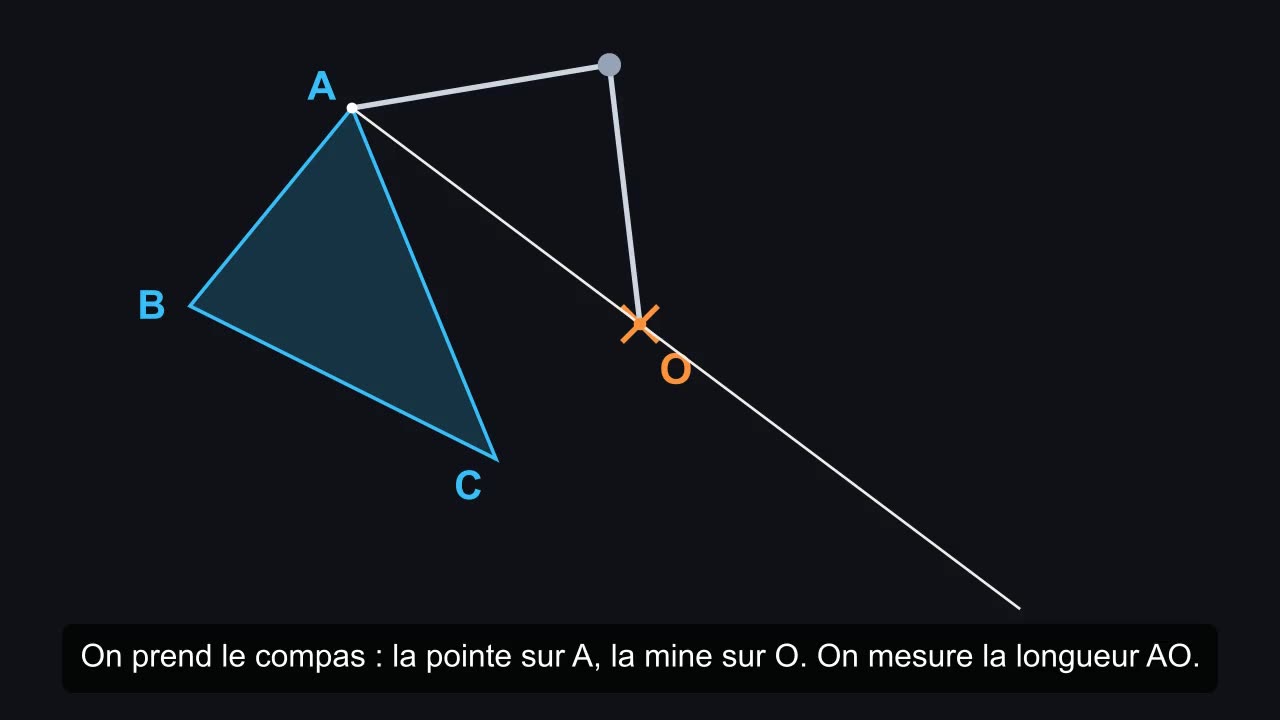 A
B
O
C
On prend le compas : la pointe sur A, la mine sur O. On mesure la longueur AO.